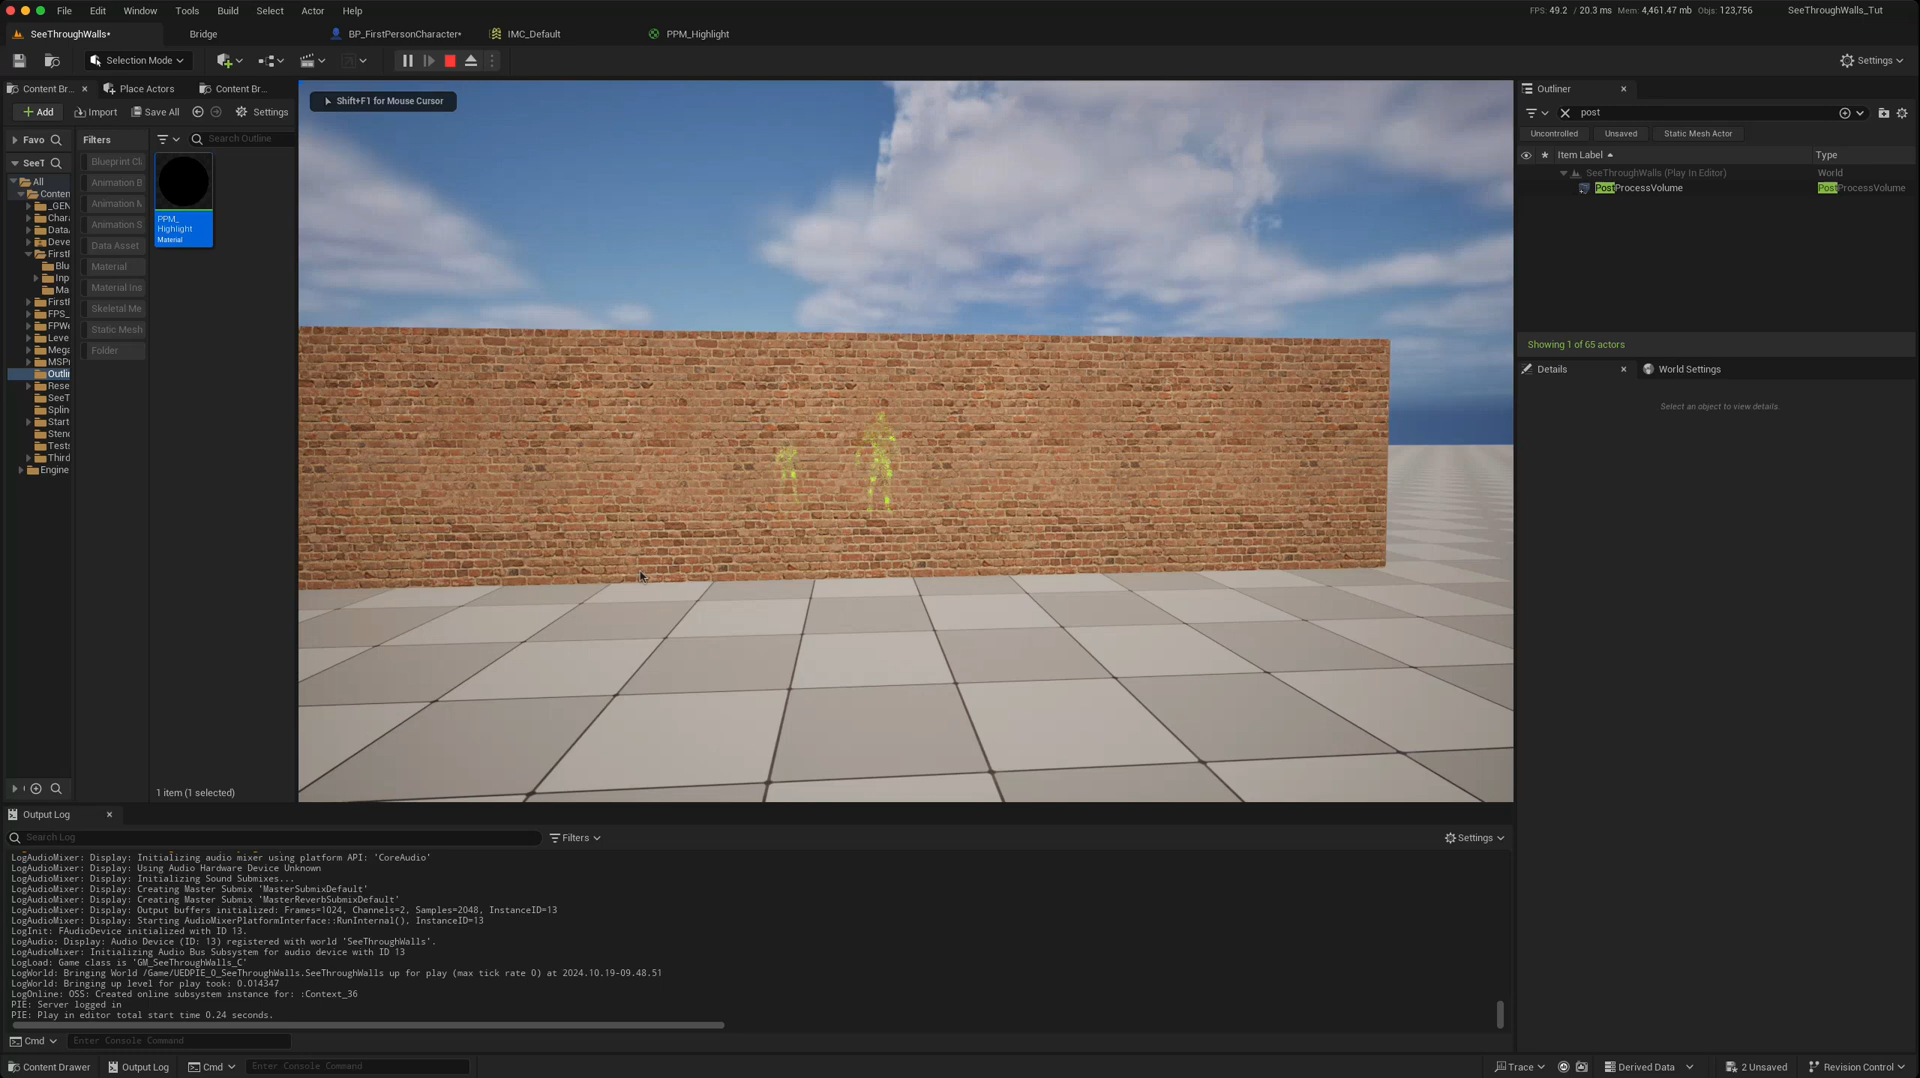 File Edit Window Tools Build Select Actor Help
FPS: 49.2 / 20.3 ms Mem: 4,461.47 mb Objs: 123,756 SeeThroughWalls_Tut
SeeThroughWalls* Bridge BP_FirstPersonCharacter* IMC_Default PPM_Highlight
Selection Mode Settings
Content Br... Place Actors Content Br...
Add Import Save All Settings
Shift+F1 for Mouse Cursor
Favo Filters Search Outline
SeeT
All
Conten
_GEN
Chara
Data
Deve
FirstF
Blu
Inp
Ma
FirstF
FPS_
FPWe
Leve
Mega
MSPr
Outlin
Rese
SeeT
Splin
Start
Stenc
Tests
Third
Engine
Blueprint Cl
Animation B
Animation M
Animation S
Data Asset
Material
Material Ins
Skeletal Me
Static Mesh
Folder
PPM_
Highlight
Material
1 item (1 selected)
Outliner
post
Uncontrolled Unsaved Static Mesh Actor
Item Label Type
SeeThroughWalls (Play In Editor) World
PostProcessVolume PostProcessVolume
Showing 1 of 65 actors
Details World Settings
Select an object to view details.
Output Log
Search Log Filters Settings
LogAudioMixer: Display: Initializing audio mixer using platform API: 'CoreAudio'
LogAudioMixer: Display: Using Audio Hardware Device Unknown
LogAudioMixer: Display: Initializing Sound Submixes...
LogAudioMixer: Display: Creating Master Submix 'MasterSubmixDefault'
LogAudioMixer: Display: Creating Master Submix 'MasterReverbSubmixDefault'
LogAudioMixer: Display: Output buffers initialized: Frames=1024, Channels=2, Samples=2048, InstanceID=13
LogAudioMixer: Display: Starting AudioMixerPlatformInterface::RunInternal(), InstanceID=13
LogInit: FAudioDevice initialized with ID 13.
LogAudio: Display: Audio Device (ID: 13) registered with world 'SeeThroughWalls'.
LogAudioMixer: Initializing Audio Bus Subsystem for audio device with ID 13
LogLoad: Game class is 'GM_SeeThroughWalls_C'
LogWorld: Bringing World /Game/UEDPIE_0_SeeThroughWalls.SeeThroughWalls up for play (max tick rate 0) at 2024.10.19-09.48.51
LogWorld: Bringing up level for play took: 0.014347
LogOnline: OSS: Created online subsystem instance for: :Context_36
PIE: Server logged in
PIE: Play in editor total start time 0.24 seconds.
Cmd Enter Console Command
Content Drawer Output Log Cmd Enter Console Command Trace Derived Data 2 Unsaved Revision Control